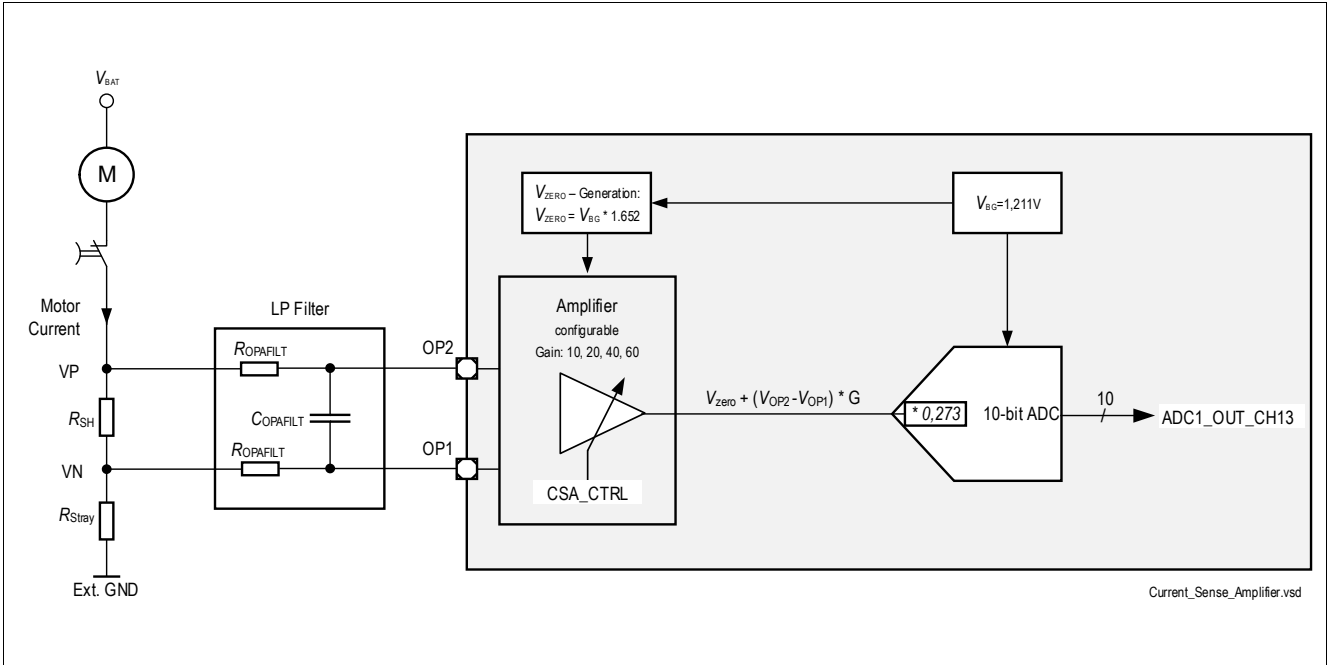 VBAT
M
Motor
Current
VP
RSH
VN
RStray
Ext. GND
LP Filter
ROPAFILT
COPAFILT
ROPAFILT
OP2
OP1
VZERO – Generation:
VZERO = VBG * 1.652
VBG=1,211V
Amplifier
configurable
Gain: 10, 20, 40, 60
CSA_CTRL
Vzero + (VOP2-VOP1) * G
* 0,273
10-bit ADC
10
ADC1_OUT_CH13
Current_Sense_Amplifier.vsd